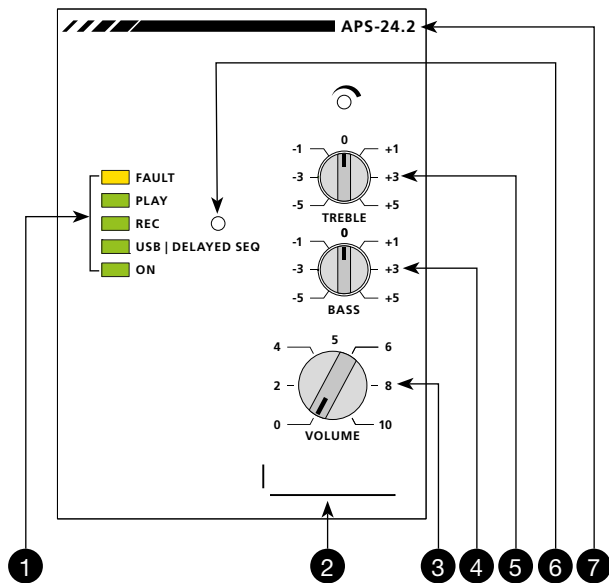 APS-24.2
0
-1 +1
-3 +3
-5 +5
TREBLE
FAULT
PLAY
REC
USB | DELAYED SEQ
ON
0
-1 +1
-3 +3
-5 +5
BASS
5
4 6
2 8
0 10
VOLUME
1 2 3 4 5 6 7